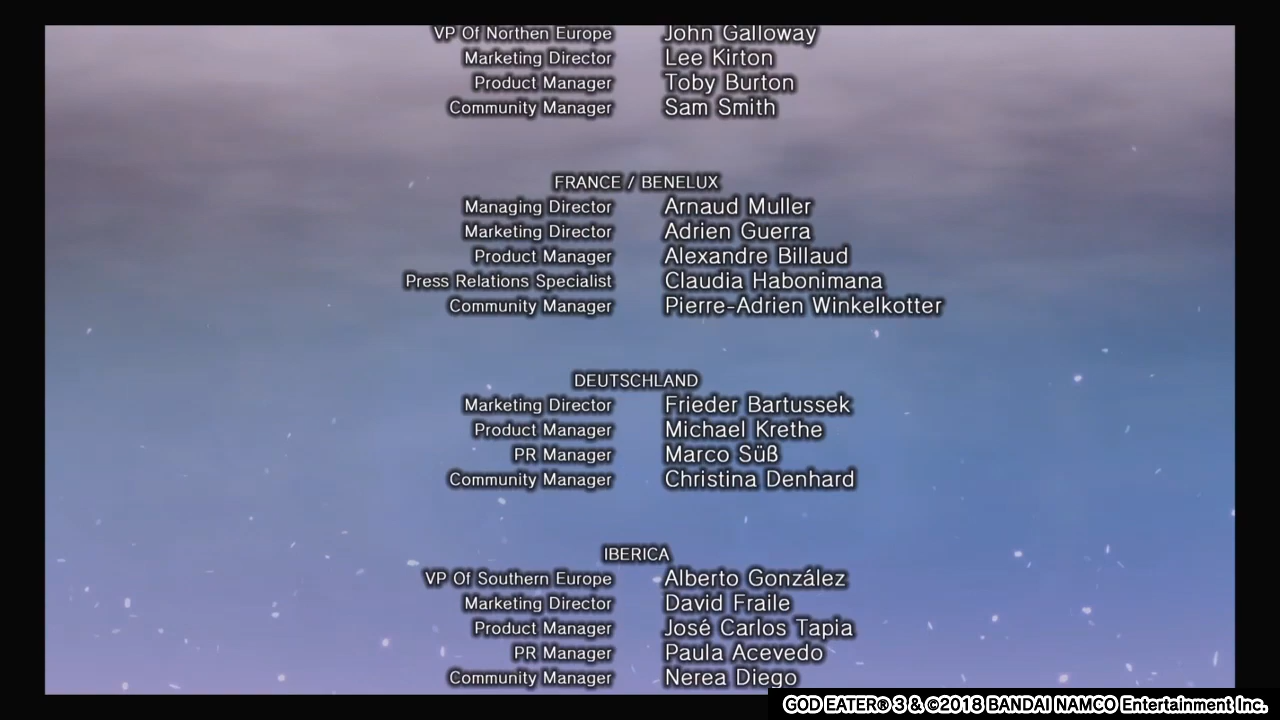 VP Of Northen Europe John Galloway
Marketing Director Lee Kirton
Product Manager Toby Burton
Community Manager Sam Smith
FRANCE / BENELUX
Managing Director Arnaud Muller
Marketing Director Adrien Guerra
Product Manager Alexandre Billaud
Press Relations Specialist Claudia Habonimana
Community Manager Pierre-Adrien Winkelkotter
DEUTSCHLAND
Marketing Director Frieder Bartussek
Product Manager Michael Krethe
PR Manager Marco Süß
Community Manager Christina Denhard
IBERICA
VP Of Southern Europe Alberto González
Marketing Director David Fraile
Product Manager José Carlos Tapia
PR Manager Paula Acevedo
Community Manager Nerea Diego
GOD EATER® 3 & ©2018 BANDAI NAMCO Entertainment Inc.